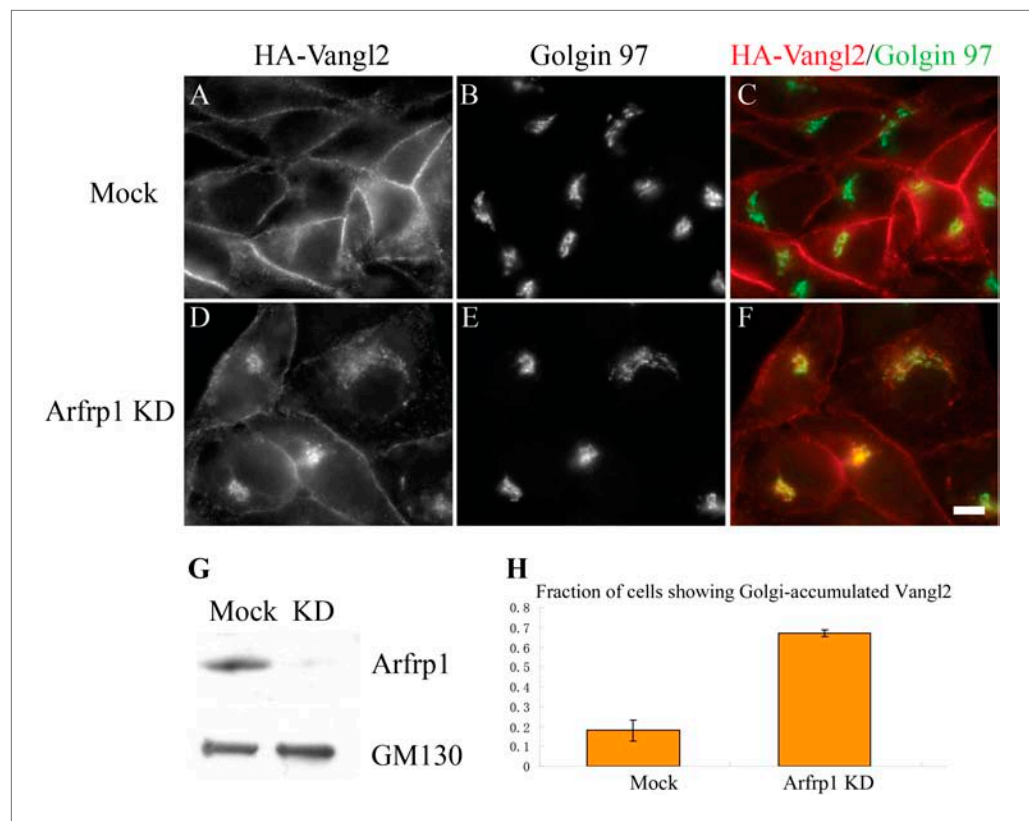 HA-Vangl2 Golgin 97 HA-Vangl2/Golgin 97
A B C
Mock
D E F
Arfrp1 KD
G
Mock KD
Arfrp1
GM130
H
Fraction of cells showing Golgi-accumulated Vangl2
0.8
0.7
0.6
0.5
0.4
0.3
0.2
0.1
0
Mock Arfrp1 KD